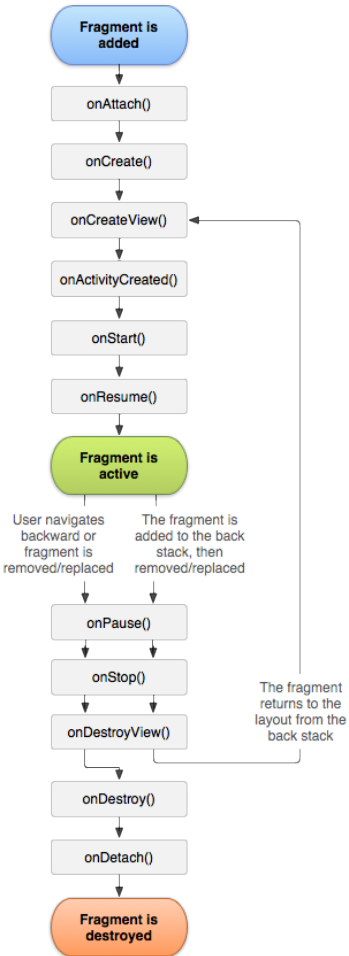 Fragment is
added
onAttach()
onCreate()
onCreateView()
onActivityCreated()
onStart()
onResume()
Fragment is
active
User navigates
backward or
fragment is
removed/replaced
The fragment is
added to the back
stack, then
removed/replaced
onPause()
onStop()
onDestroyView()
The fragment
returns to the
layout from the
back stack
onDestroy()
onDetach()
Fragment is
destroyed